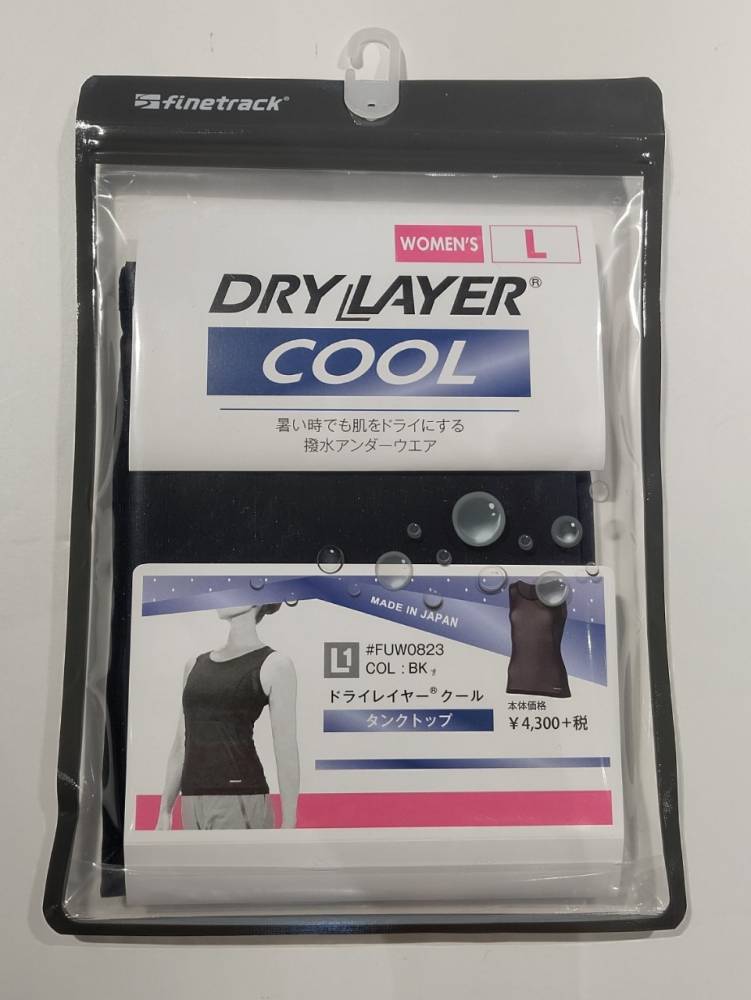 finetrack®
WOMEN'S L
DRY LAYER®
COOL
暑い時でも肌をドライにする
撥水アンダーウエア
MADE IN JAPAN
L1 #FUW0823
COL : BK
ドライレイヤー®クール
タンクトップ
本体価格
¥4,300+税